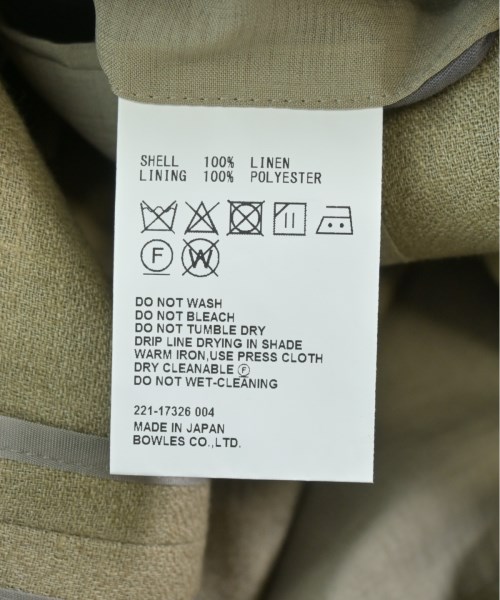 SHELL 100% LINEN
LINING 100% POLYESTER
F W
DO NOT WASH
DO NOT BLEACH
DO NOT TUMBLE DRY
DRIP LINE DRYING IN SHADE
WARM IRON,USE PRESS CLOTH
DRY CLEANABLE Ⓕ
DO NOT WET-CLEANING
221-17326 004
MADE IN JAPAN
BOWLES CO.,LTD.